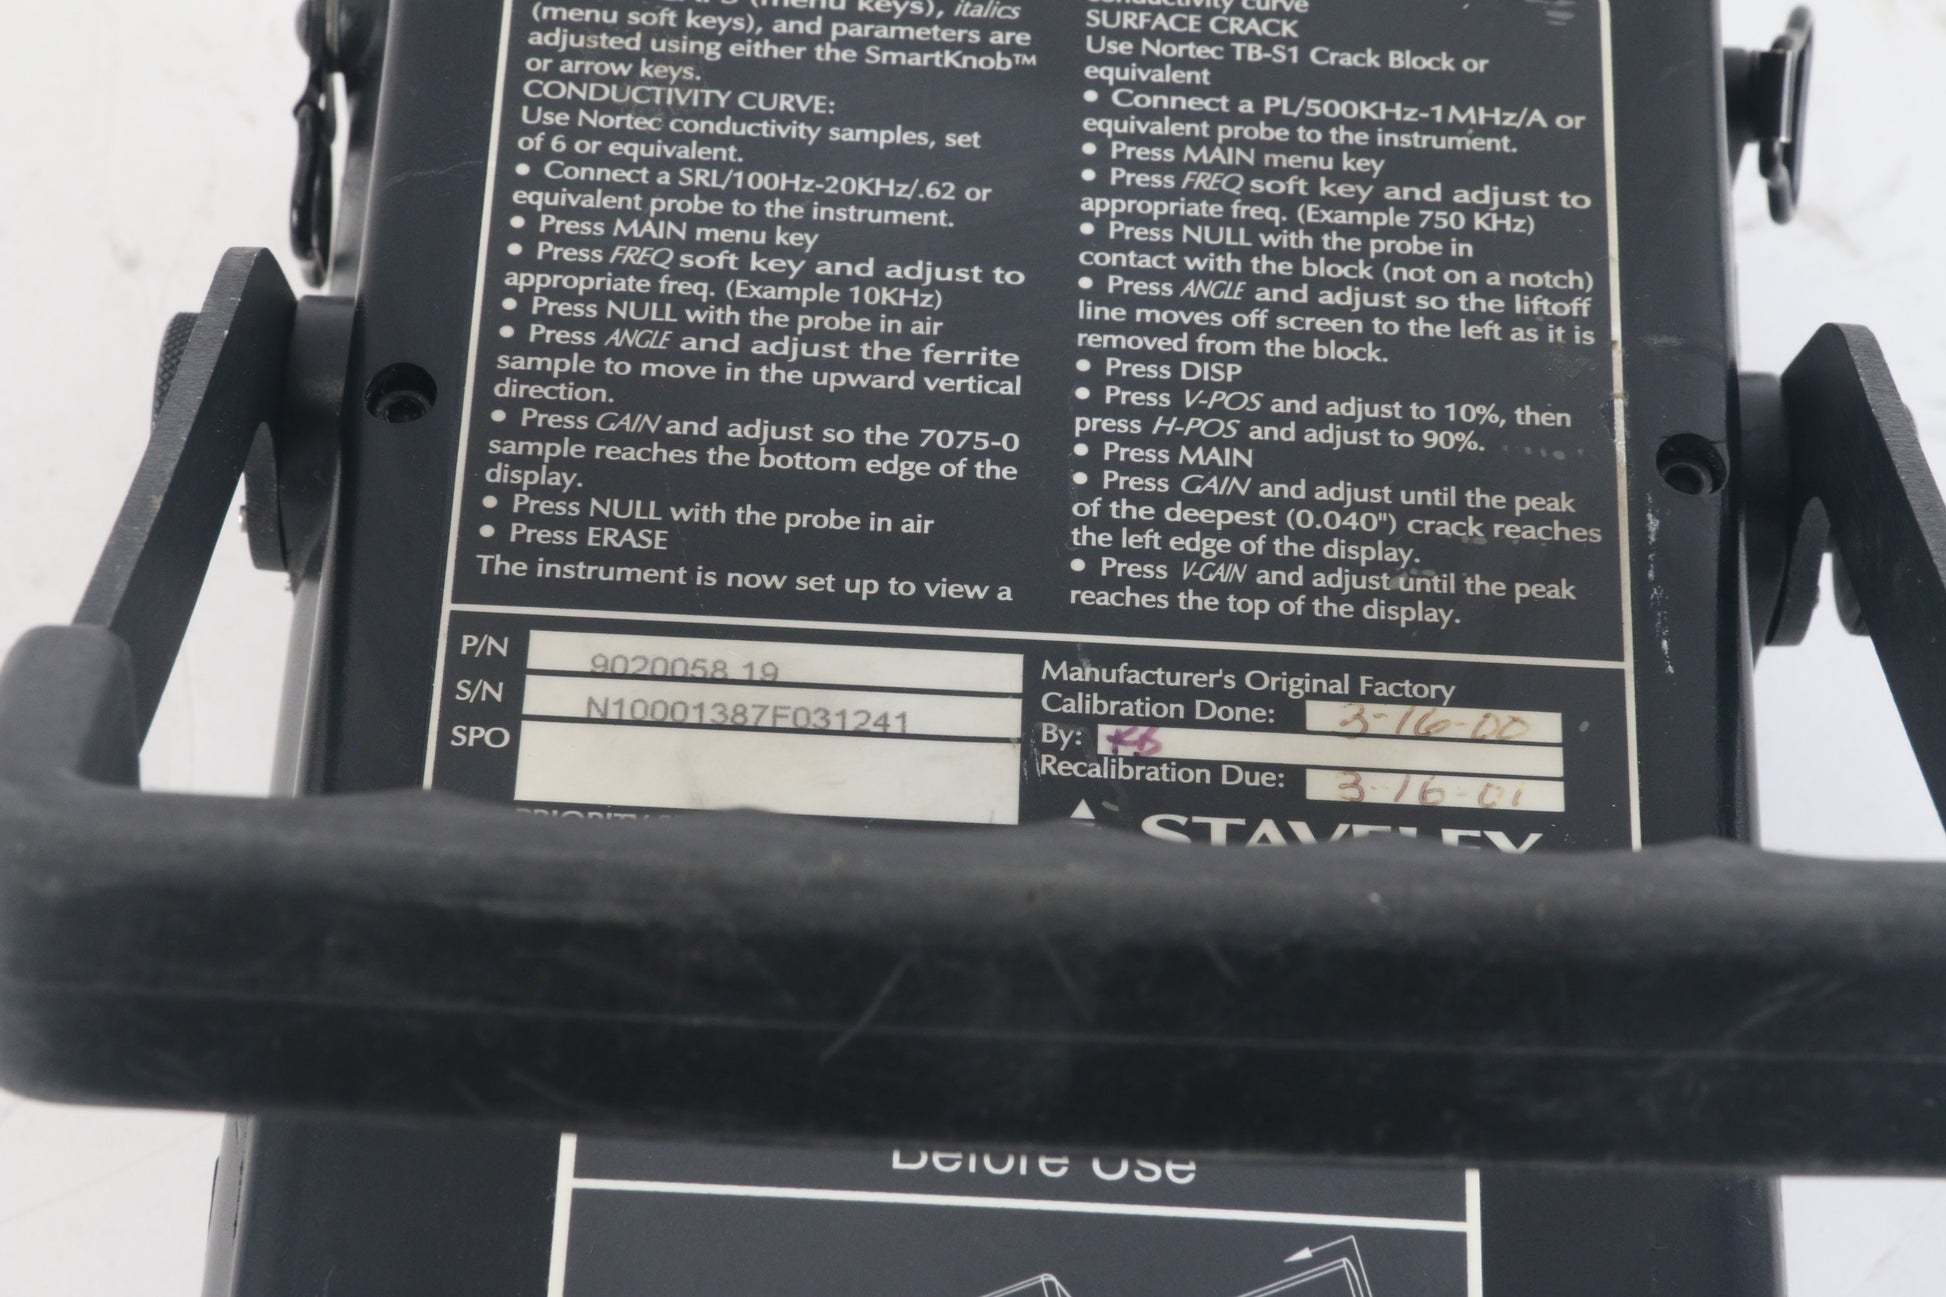 (menu keys), italics
(menu soft keys), and parameters are
adjusted using either the SmartKnob™
or arrow keys.
CONDUCTIVITY CURVE:
Use Nortec conductivity samples, set
of 6 or equivalent.
• Connect a SRL/100Hz-20KHz/.62 or
equivalent probe to the instrument.
• Press MAIN menu key
• Press FREQ soft key and adjust to
appropriate freq. (Example 10KHz)
• Press NULL with the probe in air
• Press ANGLE and adjust the ferrite
sample to move in the upward vertical
direction.
• Press GAIN and adjust so the 7075-0
sample reaches the bottom edge of the
display.
• Press NULL with the probe in air
• Press ERASE
The instrument is now set up to view a
conductivity curve
SURFACE CRACK
Use Nortec TB-S1 Crack Block or
equivalent
• Connect a PL/500KHz-1MHz/A or
equivalent probe to the instrument.
• Press MAIN menu key
• Press FREQ soft key and adjust to
appropriate freq. (Example 750 KHz)
• Press NULL with the probe in
contact with the block (not on a notch)
• Press ANGLE and adjust so the liftoff
line moves off screen to the left as it is
removed from the block.
• Press DISP
• Press V-POS and adjust to 10%, then
press H-POS and adjust to 90%.
• Press MAIN
• Press GAIN and adjust until the peak
of the deepest (0.040") crack reaches
the left edge of the display.
• Press V-GAIN and adjust until the peak
reaches the top of the display.
P/N 9020058.19
S/N N10001387F031241
SPO
PRIORITY
Manufacturer's Original Factory
Calibration Done: 3-16-00
By:
Recalibration Due: 3-16-01
STAVELEY
Before Use